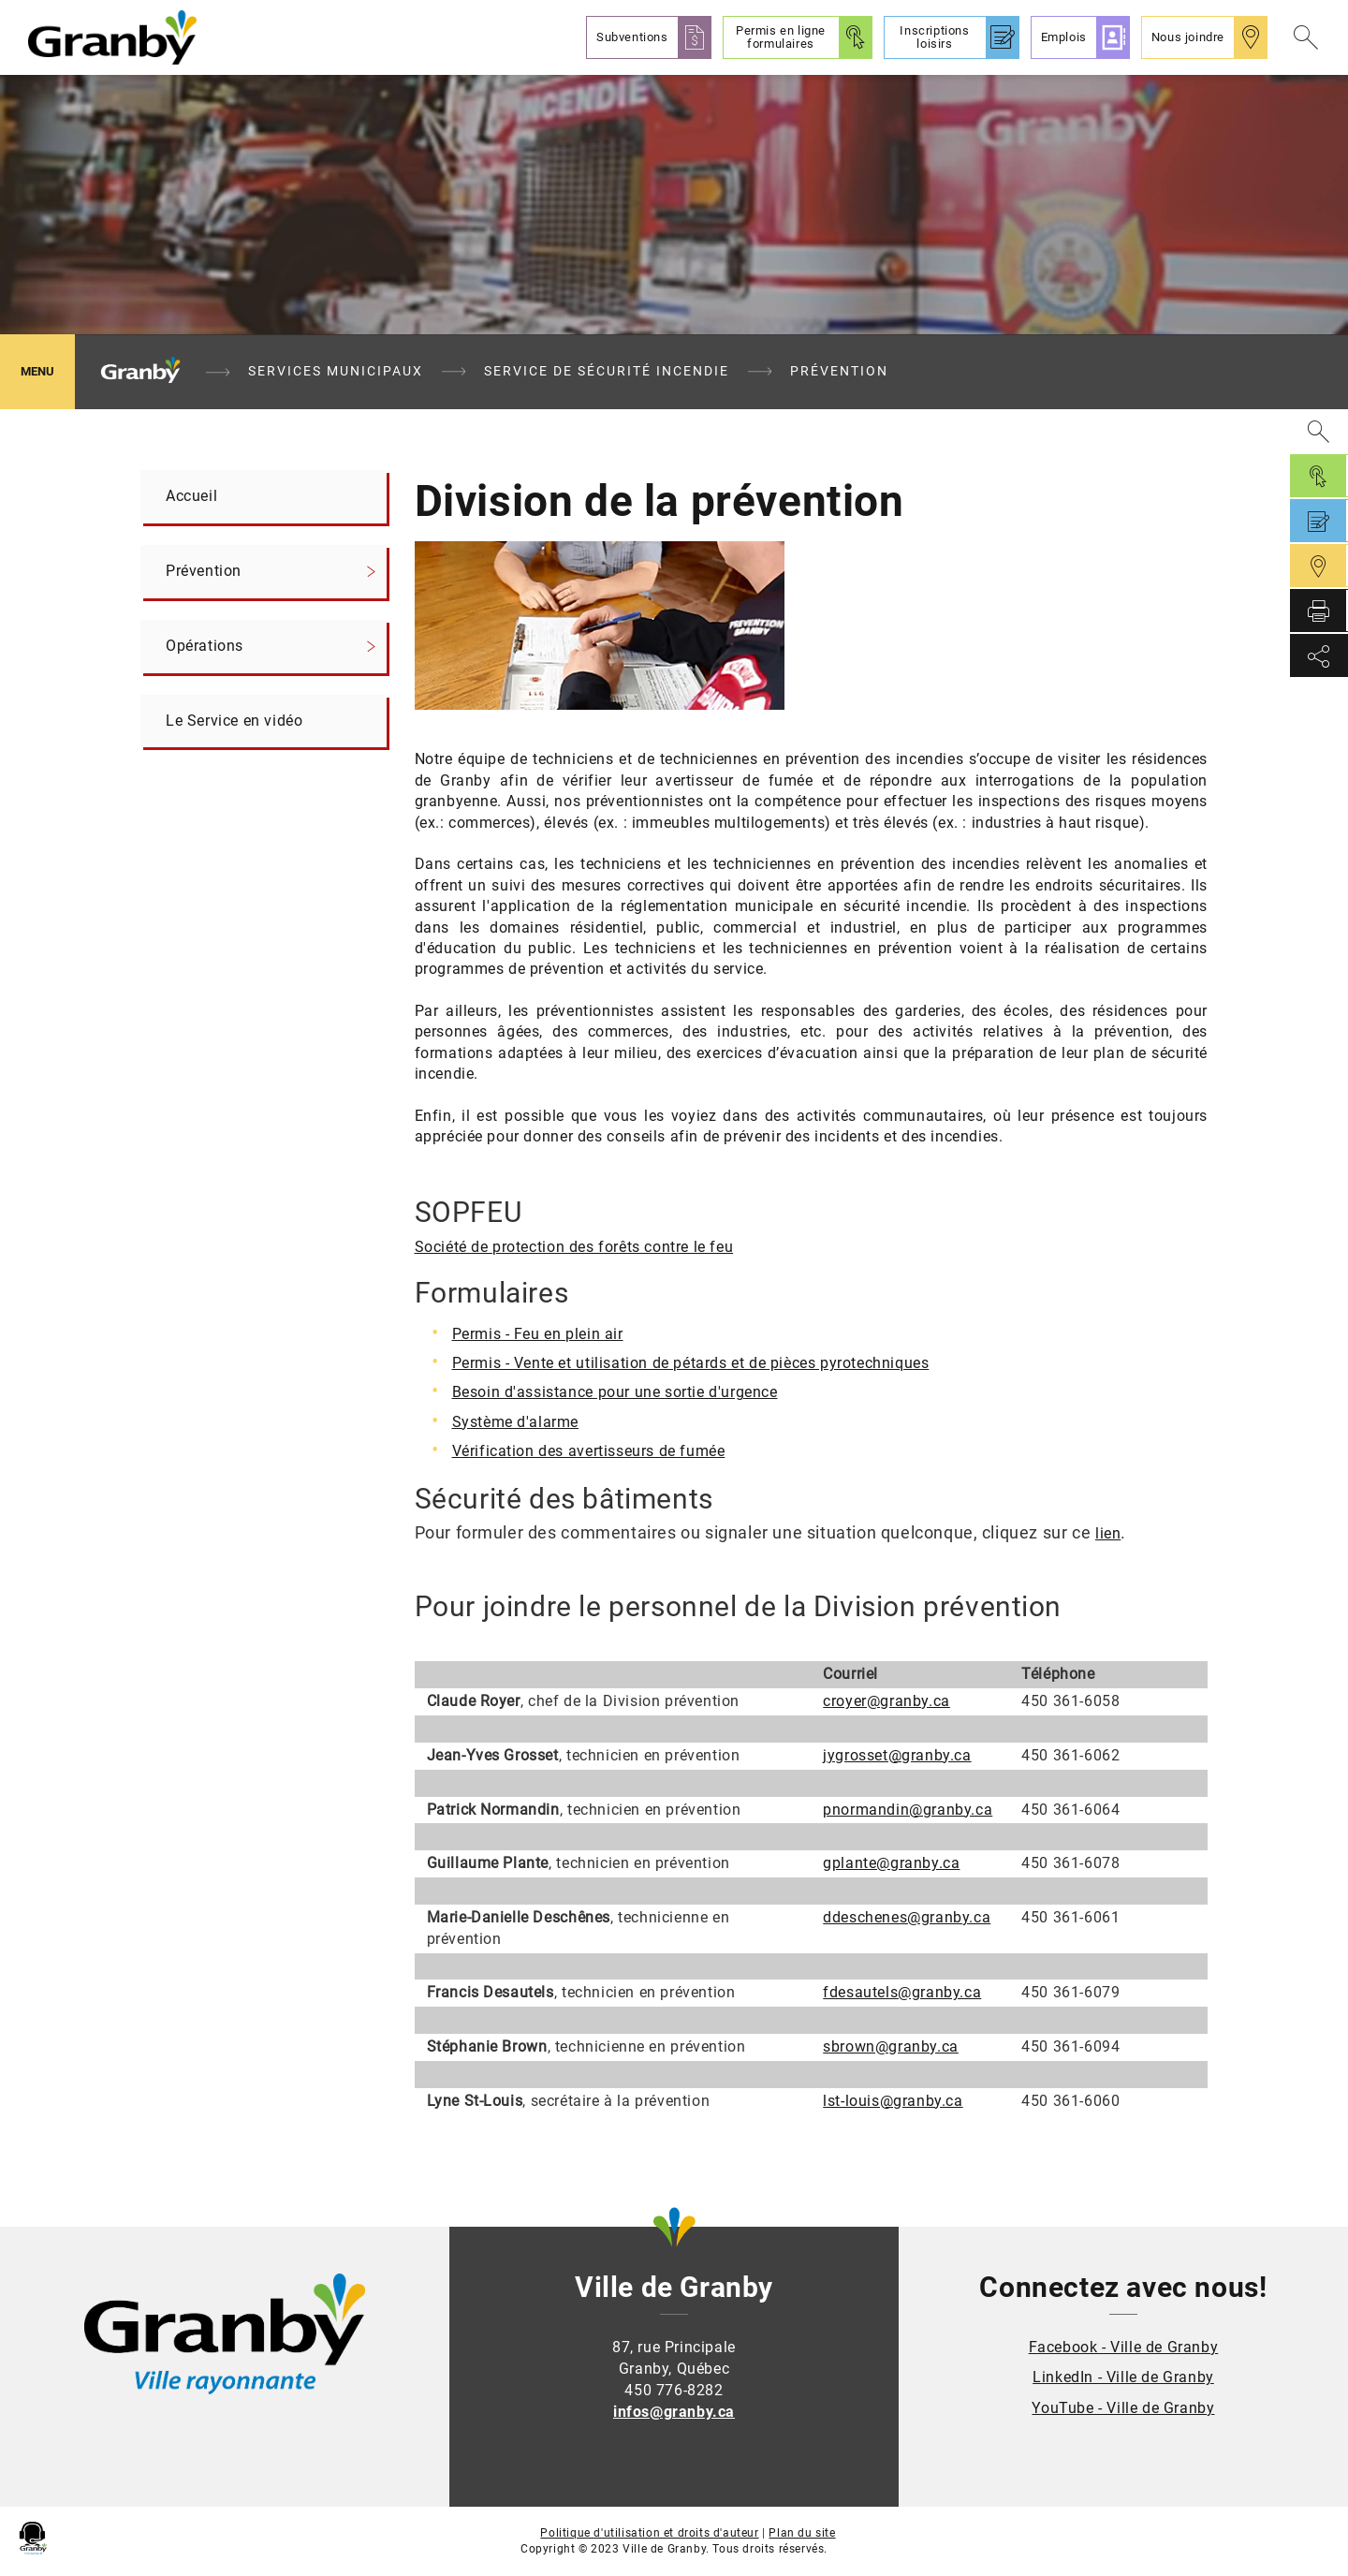 Granby
Subventions
Permis en ligne
formulaires
Inscriptions
loisirs
Emplois
Nous joindre
Granby
MENU
Granby
SERVICES MUNICIPAUX
SERVICE DE SÉCURITÉ INCENDIE
PRÉVENTION
Accueil
Prévention
Opérations
Le Service en vidéo
Division de la prévention
PREVENTION
GRANBY
911
Notre équipe de techniciens et de techniciennes en prévention des incendies s’occupe de visiter les résidences
de Granby afin de vérifier leur avertisseur de fumée et de répondre aux interrogations de la population
granbyenne. Aussi, nos préventionnistes ont la compétence pour effectuer les inspections des risques moyens
(ex.: commerces), élevés (ex. : immeubles multilogements) et très élevés (ex. : industries à haut risque).
Dans certains cas, les techniciens et les techniciennes en prévention des incendies relèvent les anomalies et
offrent un suivi des mesures correctives qui doivent être apportées afin de rendre les endroits sécuritaires. Ils
assurent l'application de la réglementation municipale en sécurité incendie. Ils procèdent à des inspections
dans les domaines résidentiel, public, commercial et industriel, en plus de participer aux programmes
d'éducation du public. Les techniciens et les techniciennes en prévention voient à la réalisation de certains
programmes de prévention et activités du service.
Par ailleurs, les préventionnistes assistent les responsables des garderies, des écoles, des résidences pour
personnes âgées, des commerces, des industries, etc. pour des activités relatives à la prévention, des
formations adaptées à leur milieu, des exercices d’évacuation ainsi que la préparation de leur plan de sécurité
incendie.
Enfin, il est possible que vous les voyiez dans des activités communautaires, où leur présence est toujours
appréciée pour donner des conseils afin de prévenir des incidents et des incendies.
SOPFEU
Société de protection des forêts contre le feu
Formulaires
Permis - Feu en plein air
Permis - Vente et utilisation de pétards et de pièces pyrotechniques
Besoin d'assistance pour une sortie d'urgence
Système d'alarme
Vérification des avertisseurs de fumée
Sécurité des bâtiments
Pour formuler des commentaires ou signaler une situation quelconque, cliquez sur ce lien.
Pour joindre le personnel de la Division prévention
Courriel Téléphone
Claude Royer, chef de la Division prévention croyer@granby.ca 450 361-6058
Jean-Yves Grosset, technicien en prévention jygrosset@granby.ca 450 361-6062
Patrick Normandin, technicien en prévention pnormandin@granby.ca 450 361-6064
Guillaume Plante, technicien en prévention gplante@granby.ca 450 361-6078
Marie-Danielle Deschênes, technicienne en ddeschenes@granby.ca 450 361-6061
prévention
Francis Desautels, technicien en prévention fdesautels@granby.ca 450 361-6079
Stéphanie Brown, technicienne en prévention sbrown@granby.ca 450 361-6094
Lyne St-Louis, secrétaire à la prévention lst-louis@granby.ca 450 361-6060
Granby
Ville rayonnante
Ville de Granby
87, rue Principale
Granby, Québec
450 776-8282
infos@granby.ca
Connectez avec nous!
Facebook - Ville de Granby
LinkedIn - Ville de Granby
YouTube - Ville de Granby
Granby
Politique d'utilisation et droits d'auteur | Plan du site
Copyright © 2023 Ville de Granby. Tous droits réservés.